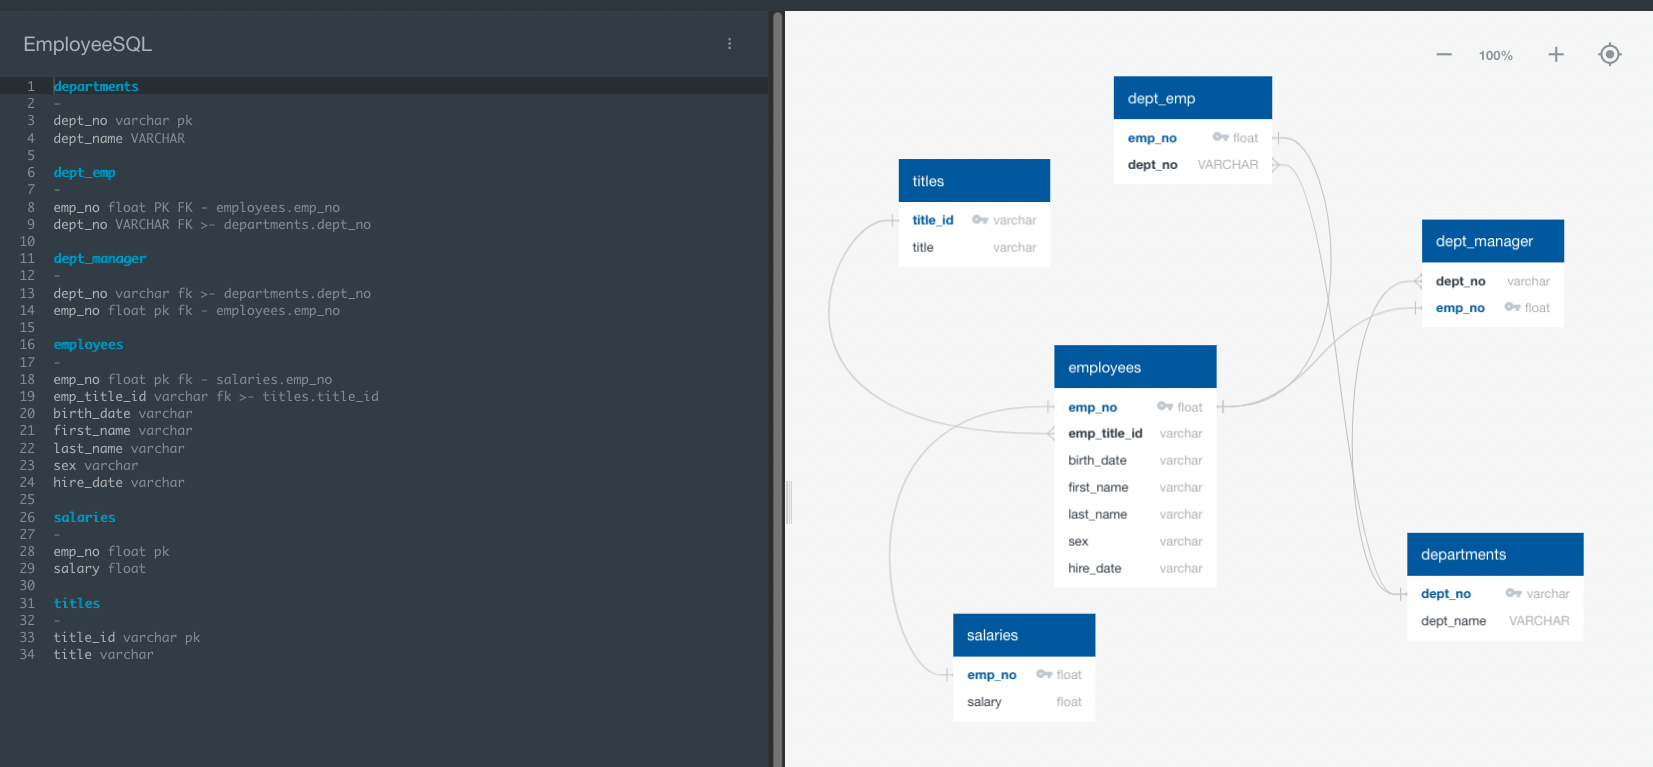 EmployeeSQL
1 departments
2 -
3 dept_no varchar pk
4 dept_name VARCHAR
5
6 dept_emp
7 -
8 emp_no float PK FK - employees.emp_no
9 dept_no VARCHAR FK >- departments.dept_no
10
11 dept_manager
12 -
13 dept_no varchar fk >- departments.dept_no
14 emp_no float pk fk - employees.emp_no
15
16 employees
17 -
18 emp_no float pk fk - salaries.emp_no
19 emp_title_id varchar fk >- titles.title_id
20 birth_date varchar
21 first_name varchar
22 last_name varchar
23 sex varchar
24 hire_date varchar
25
26 salaries
27 -
28 emp_no float pk
29 salary float
30
31 titles
32 -
33 title_id varchar pk
34 title varchar
100%
dept_emp
emp_no float
dept_no VARCHAR
titles
title_id varchar
title varchar
dept_manager
dept_no varchar
emp_no float
employees
emp_no float
emp_title_id varchar
birth_date varchar
first_name varchar
last_name varchar
sex varchar
hire_date varchar
departments
dept_no varchar
dept_name VARCHAR
salaries
emp_no float
salary float